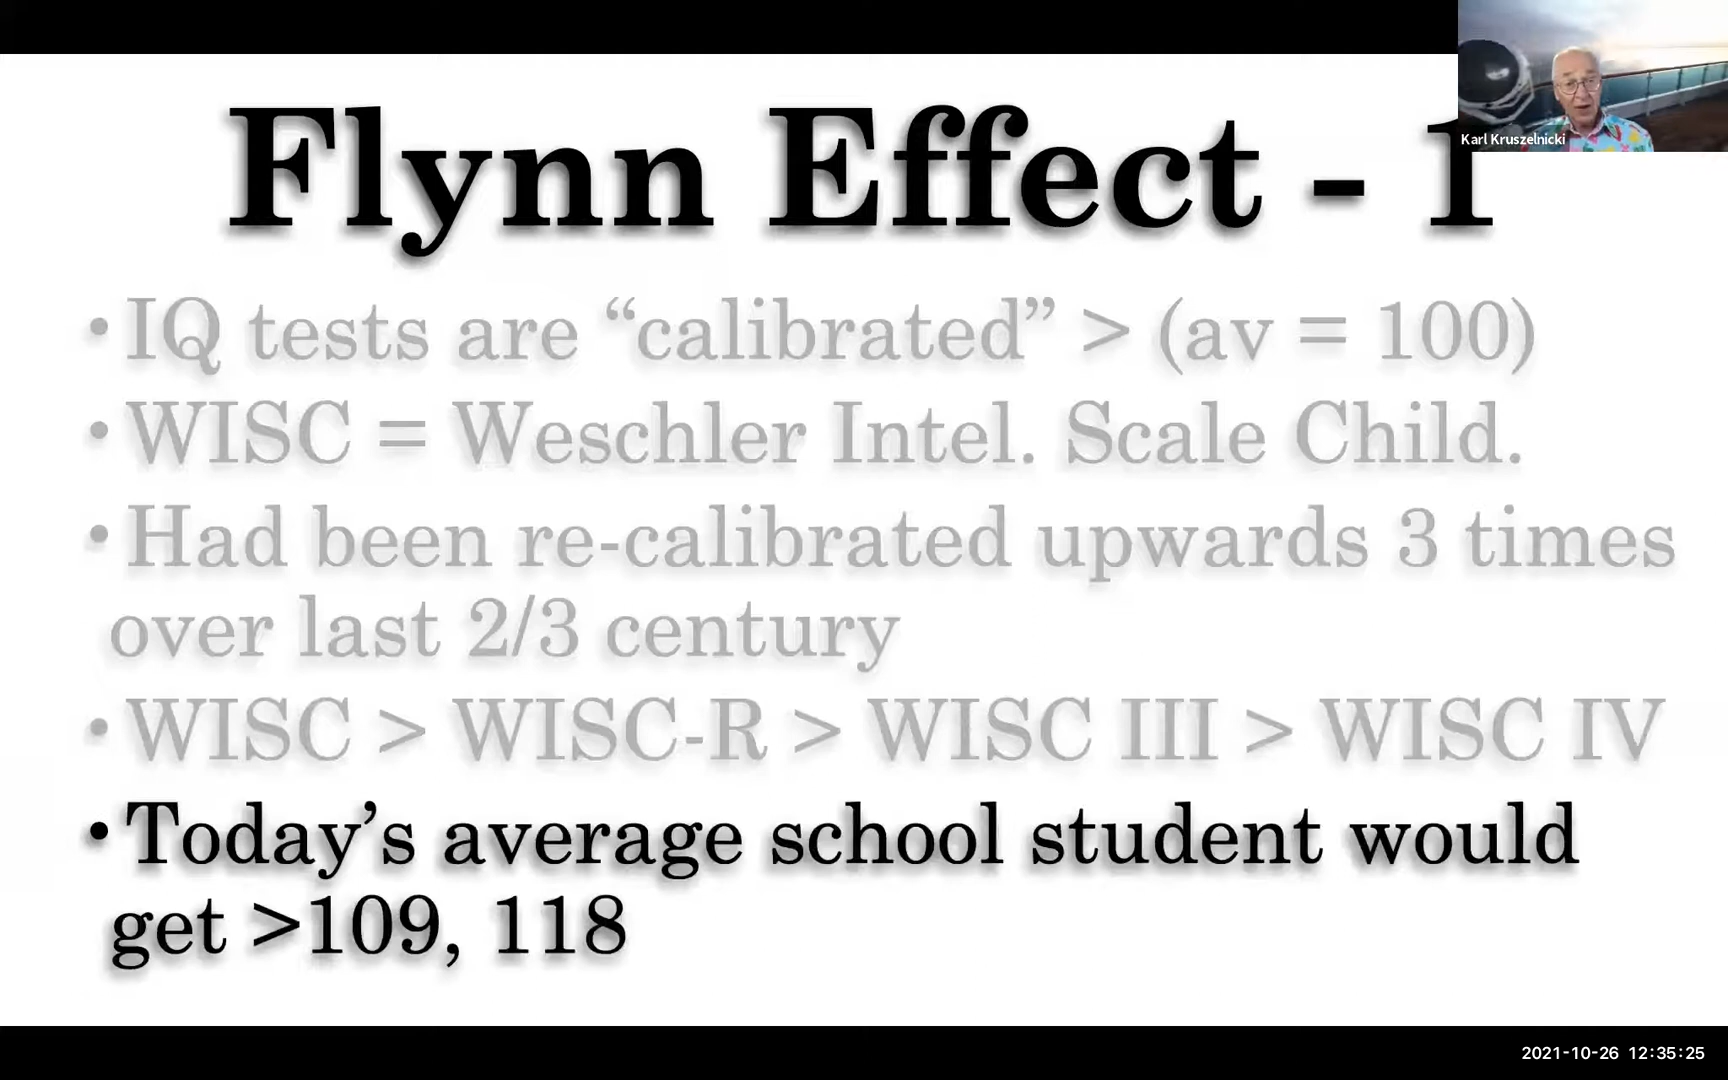 Flynn Effect - 1
Karl Kruszelnicki
• IQ tests are “calibrated” > (av = 100)
• WISC = Weschler Intel. Scale Child.
• Had been re-calibrated upwards 3 times
over last 2/3 century
• WISC > WISC-R > WISC III > WISC IV
• Today’s average school student would
get >109, 118
2021-10-26 12:35:25